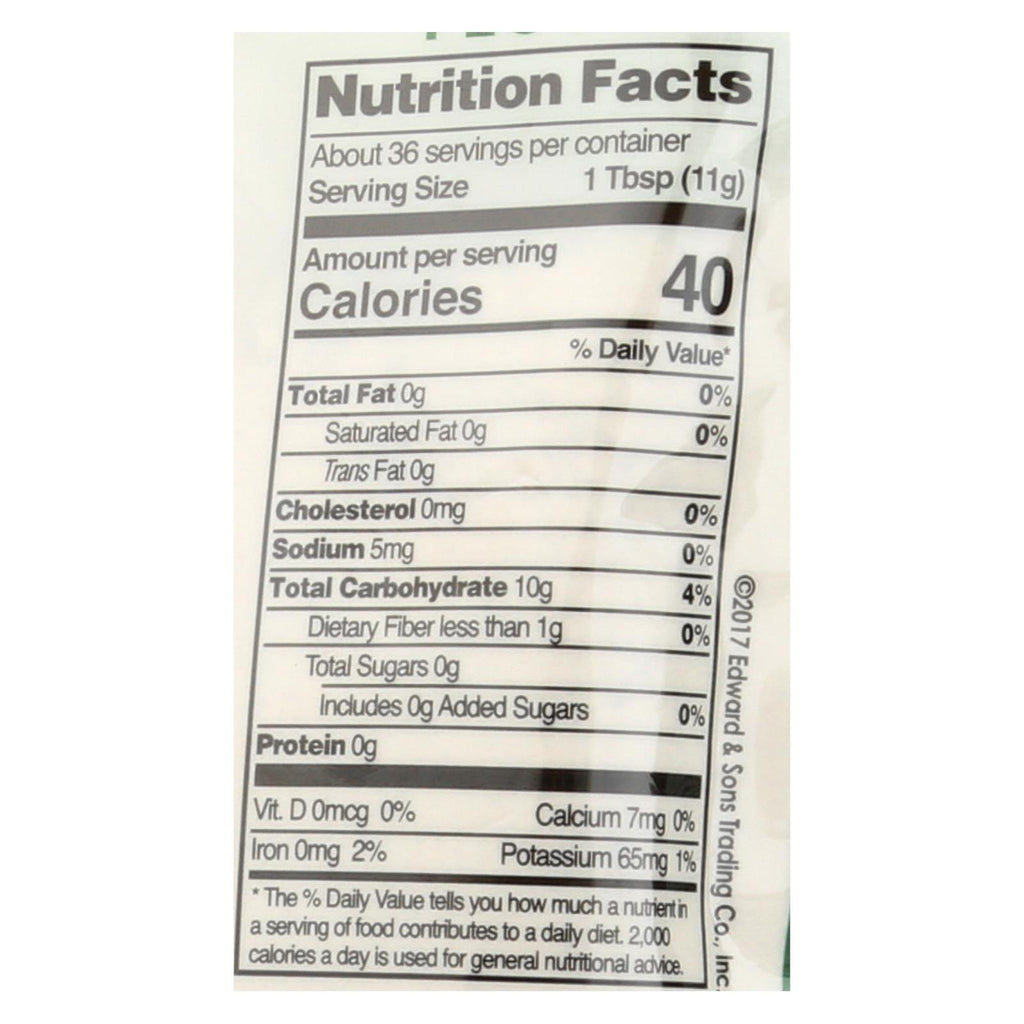 Nutrition Facts
About 36 servings per container
Serving Size 1 Tbsp (11g)
Amount per serving
Calories 40
% Daily Value*
Total Fat 0g 0%
Saturated Fat 0g 0%
Trans Fat 0g
Cholesterol 0mg 0%
Sodium 5mg 0%
Total Carbohydrate 10g 4%
Dietary Fiber less than 1g 0%
Total Sugars 0g
Includes 0g Added Sugars 0%
Protein 0g
Vit. D 0mcg 0% Calcium 7mg 0%
Iron 0mg 2% Potassium 65mg 1%
* The % Daily Value tells you how much a nutrient in
a serving of food contributes to a daily diet. 2,000
calories a day is used for general nutritional advice.
©2017 Edward & Sons Trading Co., Inc.